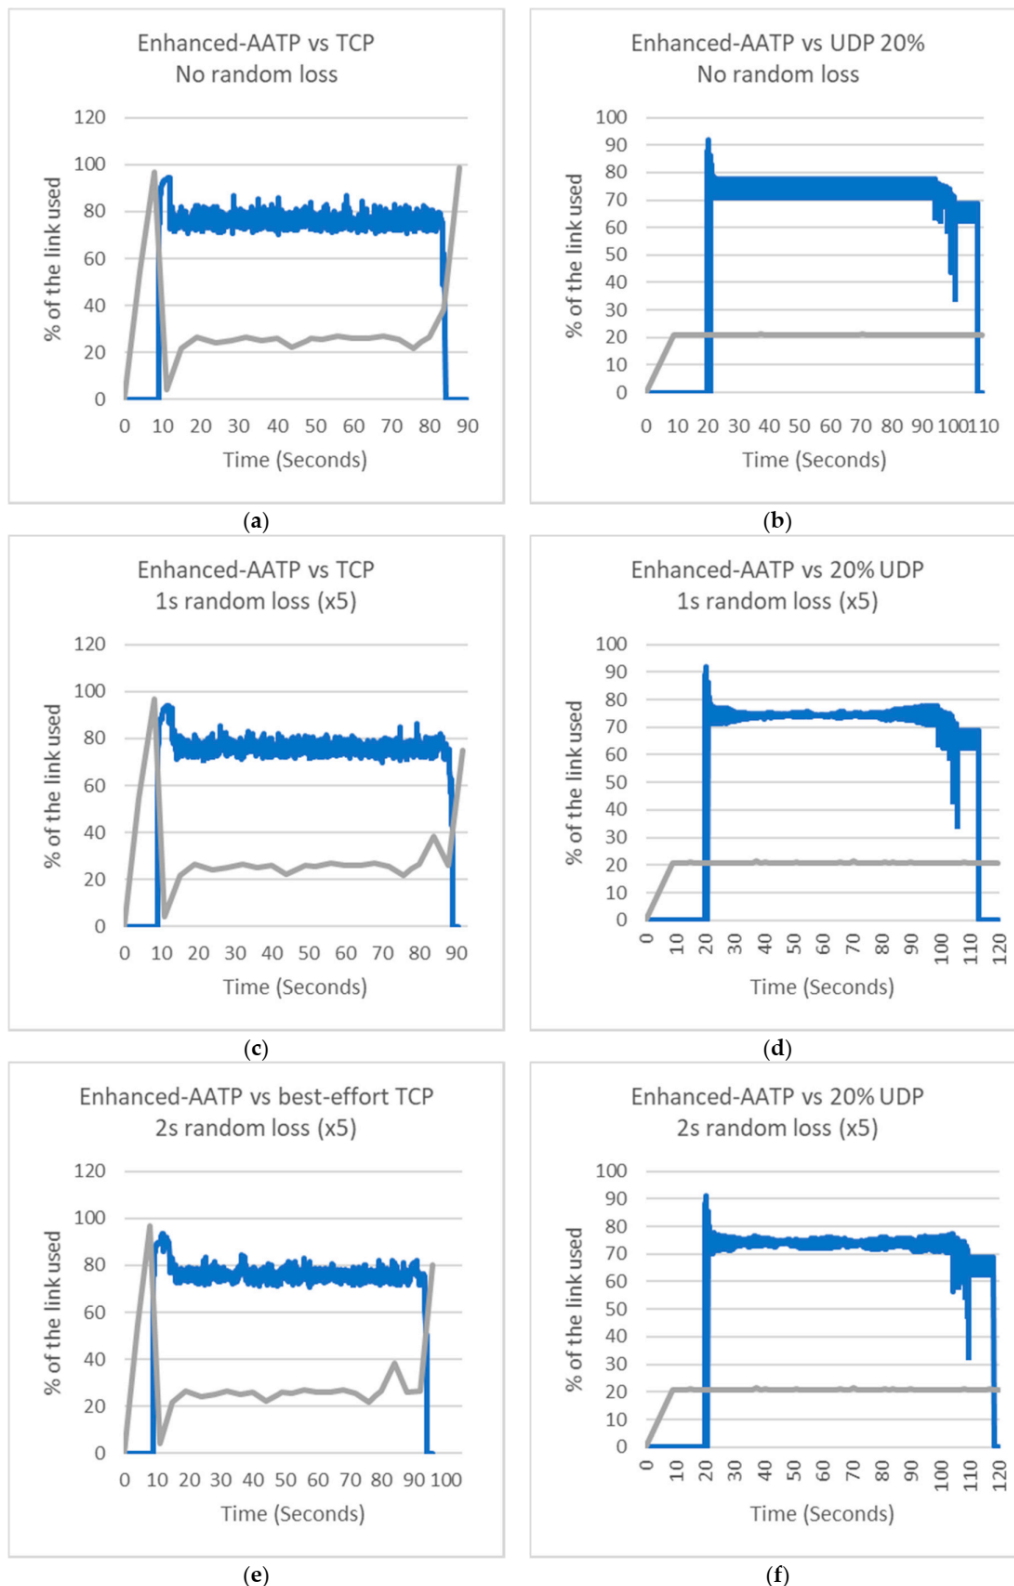 Enhanced-AATP vs TCP
No random loss
% of the link used
120
100
80
60
40
20
0
0 10 20 30 40 50 60 70 80 90
Time (Seconds)
(a)
Enhanced-AATP vs UDP 20%
No random loss
% of the link used
100
90
80
70
60
50
40
30
20
10
0
0 10 20 30 40 50 60 70 80 90 100 110
Time (Seconds)
(b)
Enhanced-AATP vs TCP
1s random loss (x5)
% of the link used
120
100
80
60
40
20
0
0 10 20 30 40 50 60 70 80 90
Time (Seconds)
(c)
Enhanced-AATP vs 20% UDP
1s random loss (x5)
% of the link used
100
90
80
70
60
50
40
30
20
10
0
0 10 20 30 40 50 60 70 80 90 100 110 120
Time (Seconds)
(d)
Enhanced-AATP vs best-effort TCP
2s random loss (x5)
% of the link used
120
100
80
60
40
20
0
0 10 20 30 40 50 60 70 80 90 100
Time (Seconds)
(e)
Enhanced-AATP vs 20% UDP
2s random loss (x5)
% of the link used
100
90
80
70
60
50
40
30
20
10
0
0 10 20 30 40 50 60 70 80 90 100 110 120
Time (Seconds)
(f)